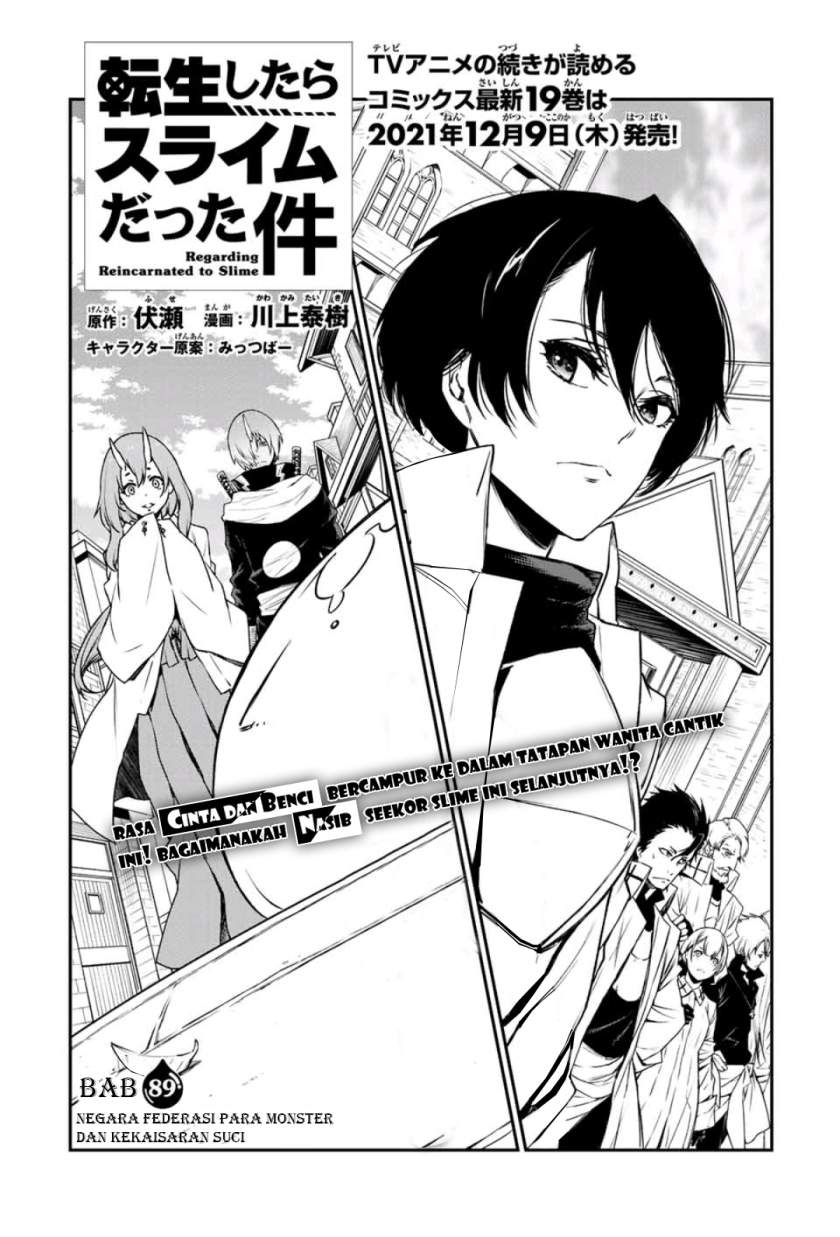 転生したら
スライム
だった件
Regarding
Reincarnated to Slime
TVアニメの続きが読める
コミックス最新19巻は
2021年12月9日(木)発売!
原作:伏瀬 漫画:川上泰樹
キャラクター原案:みっつばー
RASA CINTA DAN BENCI BERCAMPUR KE DALAM TATAPAN WANITA CANTIK
INI! BAGAIMANAKAH NASIB SEEKOR SLIME INI SELANJUTNYA!?
BAB 89
NEGARA FEDERASI PARA MONSTER
DAN KEKAISARAN SUCI